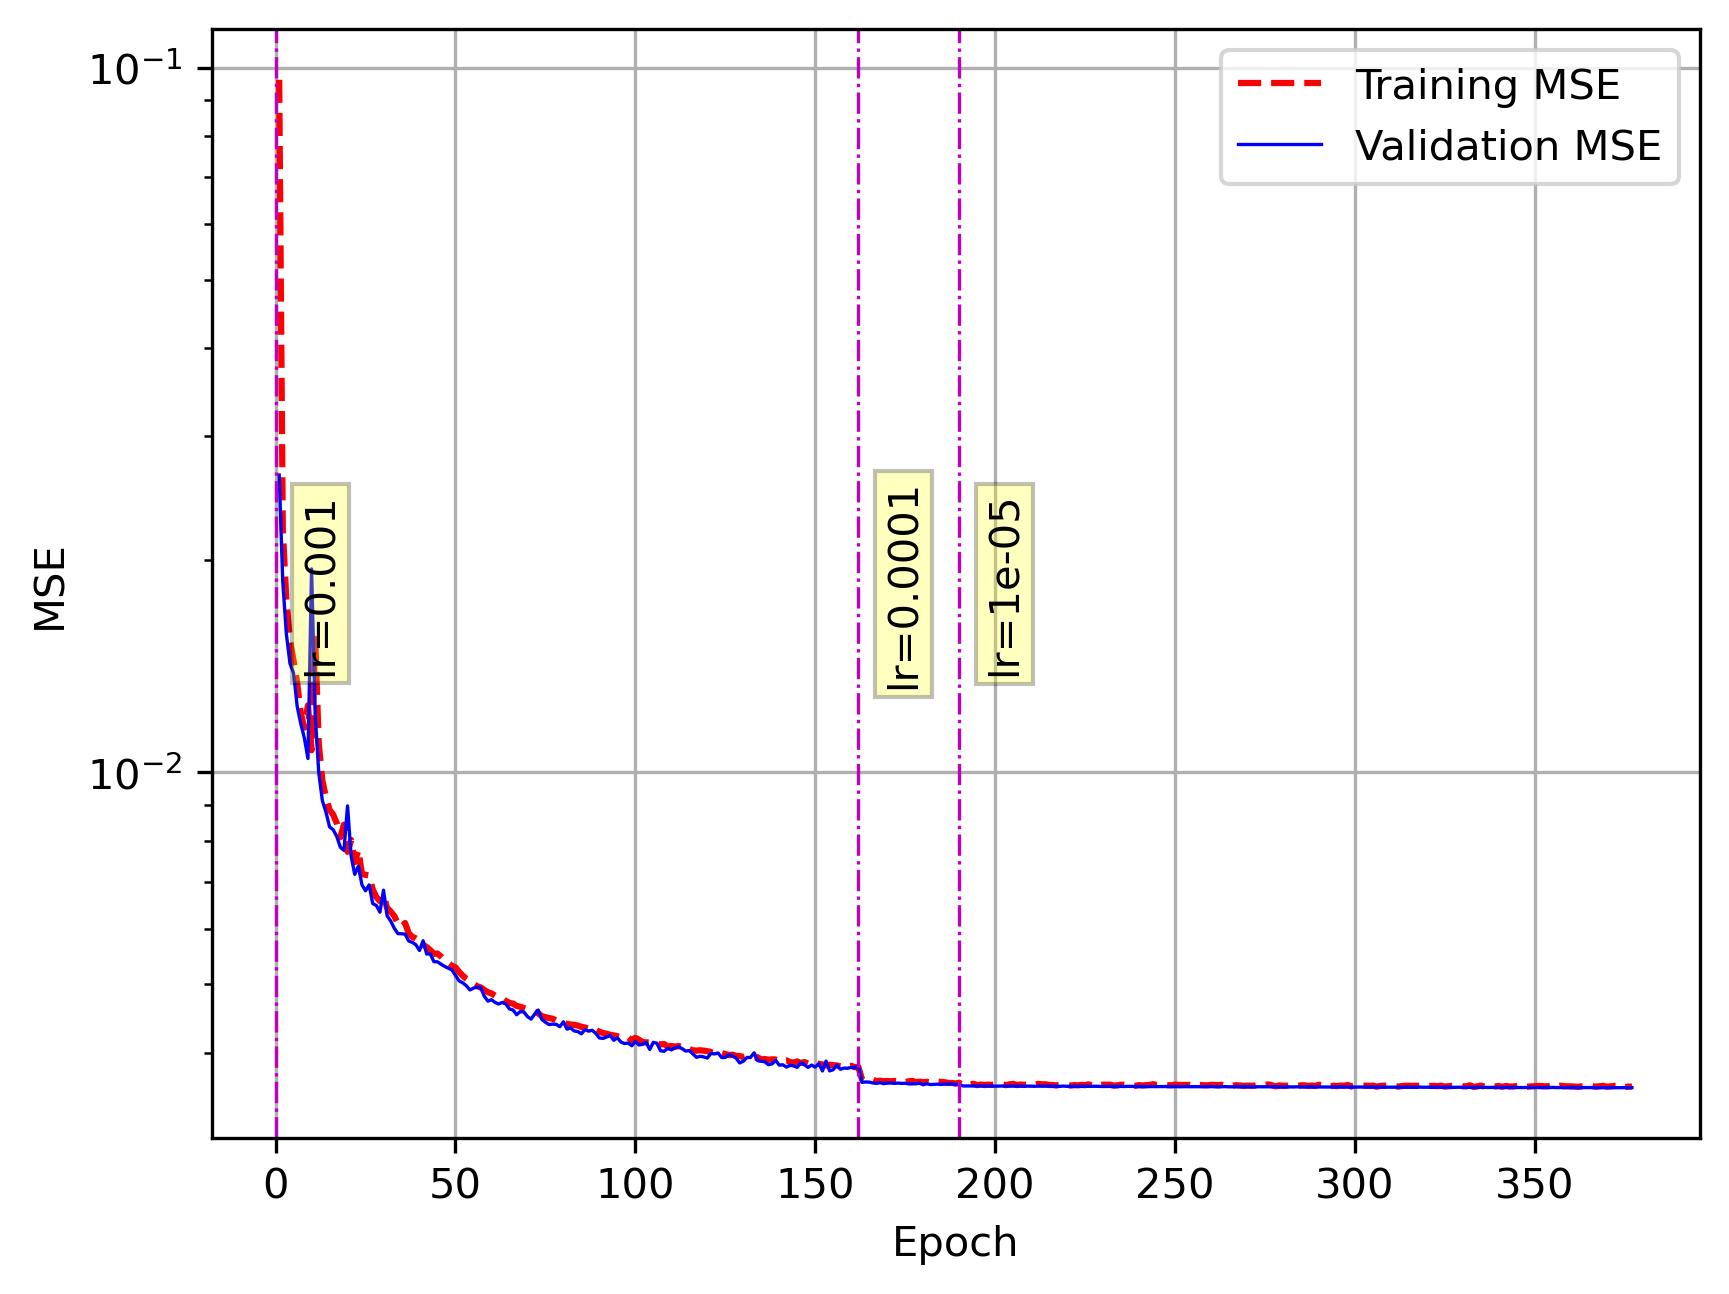 10⁻¹
10⁻²
MSE
Training MSE
Validation MSE
lr=0.001
lr=0.0001
lr=1e-05
0 50 100 150 200 250 300 350
Epoch